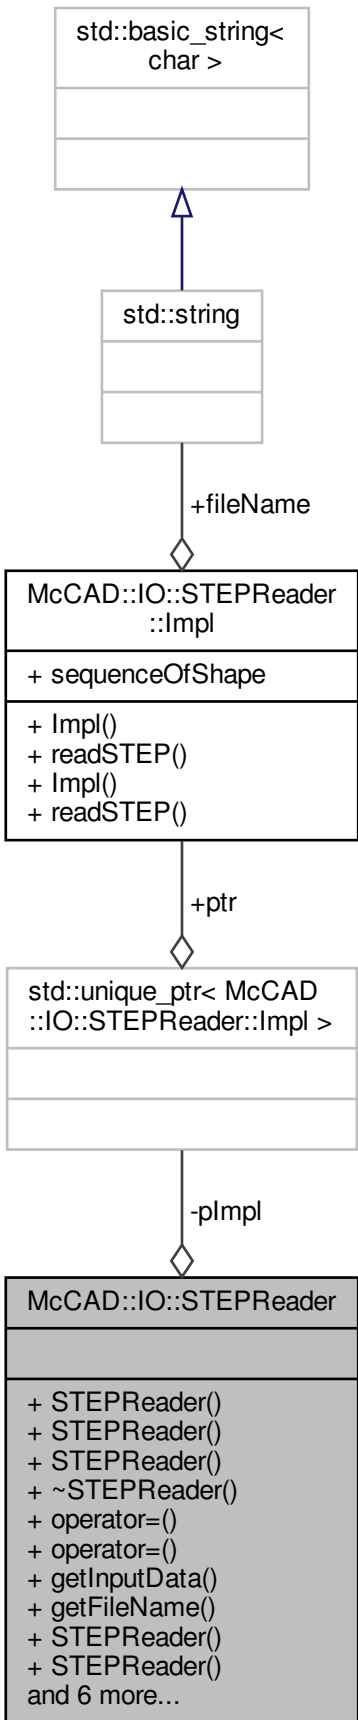 std::basic_string<
char >
std::string
+fileName
McCAD::IO::STEPReader
::Impl
+ sequenceOfShape
+ Impl()
+ readSTEP()
+ Impl()
+ readSTEP()
+ptr
std::unique_ptr< McCAD
::IO::STEPReader::Impl >
-pImpl
McCAD::IO::STEPReader
+ STEPReader()
+ STEPReader()
+ STEPReader()
+ ~STEPReader()
+ operator=()
+ operator=()
+ getInputData()
+ getFileName()
+ STEPReader()
+ STEPReader()
and 6 more...